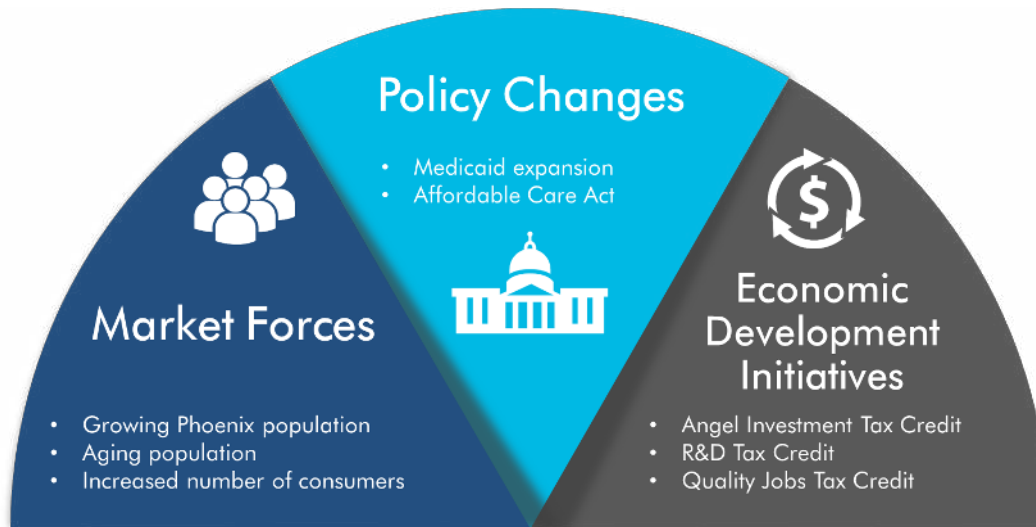 Policy Changes
• Medicaid expansion
• Affordable Care Act
Market Forces
• Growing Phoenix population
• Aging population
• Increased number of consumers
$
Economic
Development
Initiatives
• Angel Investment Tax Credit
• R&D Tax Credit
• Quality Jobs Tax Credit